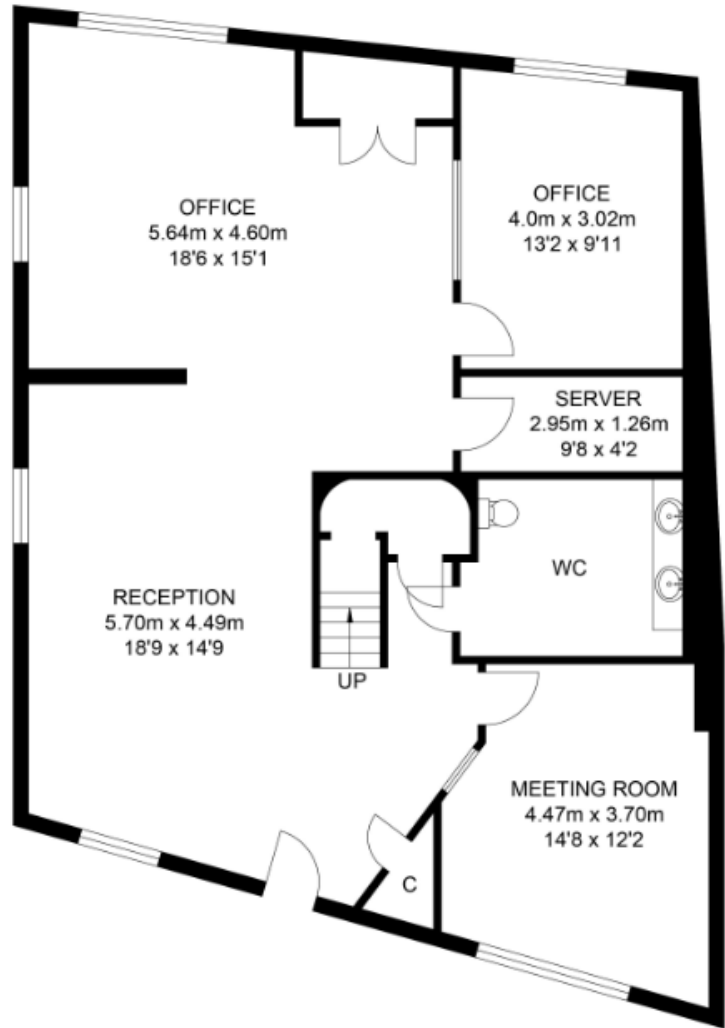 OFFICE
5.64m x 4.60m
18'6 x 15'1
OFFICE
4.0m x 3.02m
13'2 x 9'11
SERVER
2.95m x 1.26m
9'8 x 4'2
WC
RECEPTION
5.70m x 4.49m
18'9 x 14'9
UP
MEETING ROOM
4.47m x 3.70m
14'8 x 12'2
C